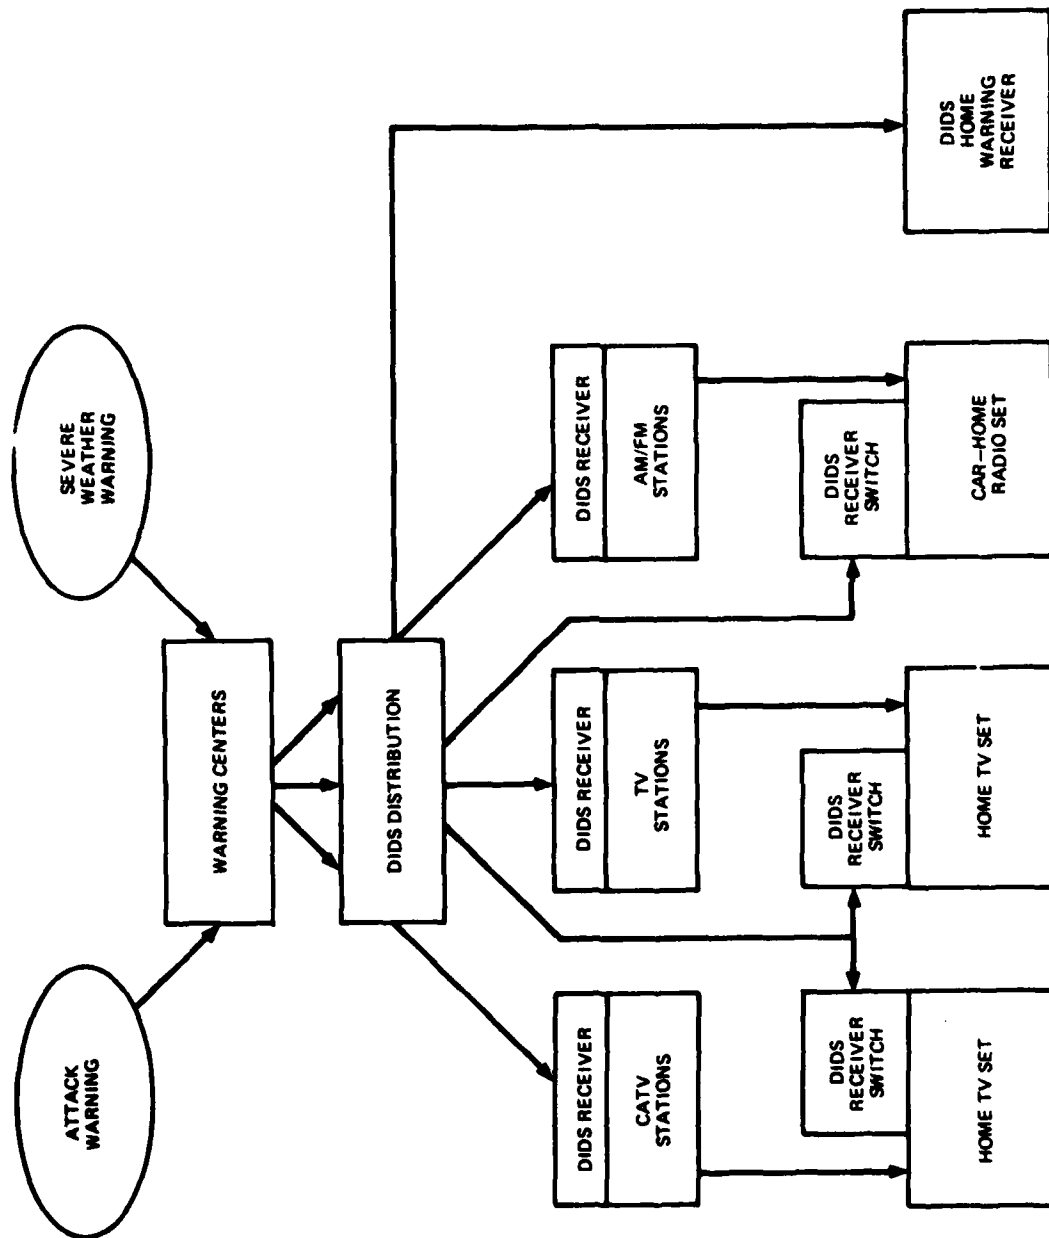 ATTACK
WARNING
SEVERE
WEATHER
WARNING
WARNING CENTERS
DIDS DISTRIBUTION
DIDS RECEIVER
CATV
STATIONS
DIDS RECEIVER
TV
STATIONS
DIDS RECEIVER
AM/FM
STATIONS
DIDS
RECEIVER
SWITCH
HOME TV SET
DIDS
RECEIVER
SWITCH
HOME TV SET
DIDS
RECEIVER
SWITCH
CAR-HOME
RADIO SET
DIDS
HOME
WARNING
RECEIVER